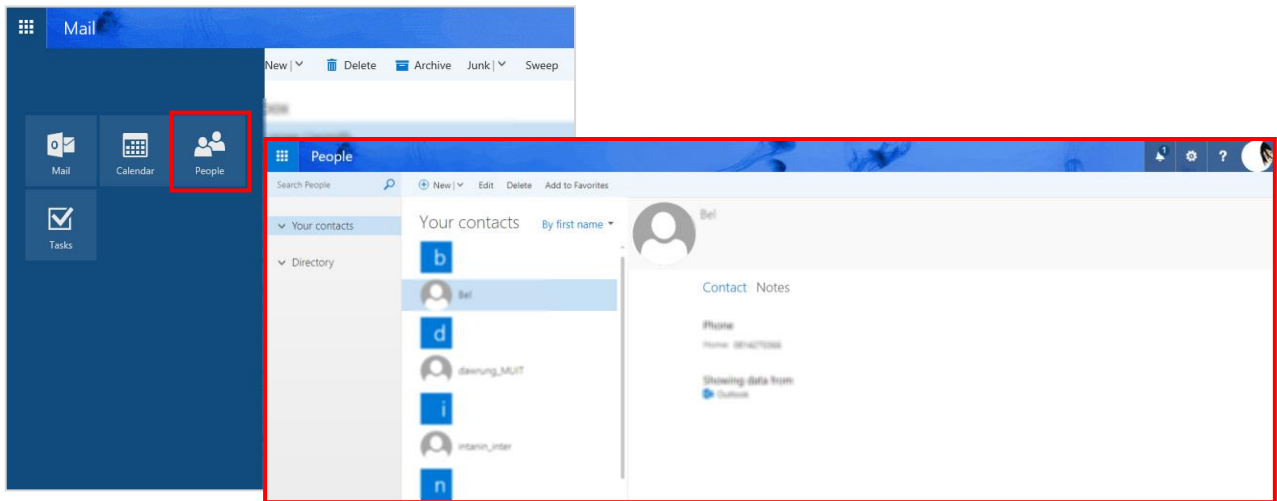 Mail
New | Delete Archive Junk | Sweep
Mail Calendar People
Tasks
People 1 ?
Search People New | Edit Delete Add to Favorites
Your contacts
Directory
Your contacts By first name
b
Bel
d
dawrung_MUIT
i
intanin_inter
n
Bel
Contact Notes
Phone
Home:
Showing data from
Outlook